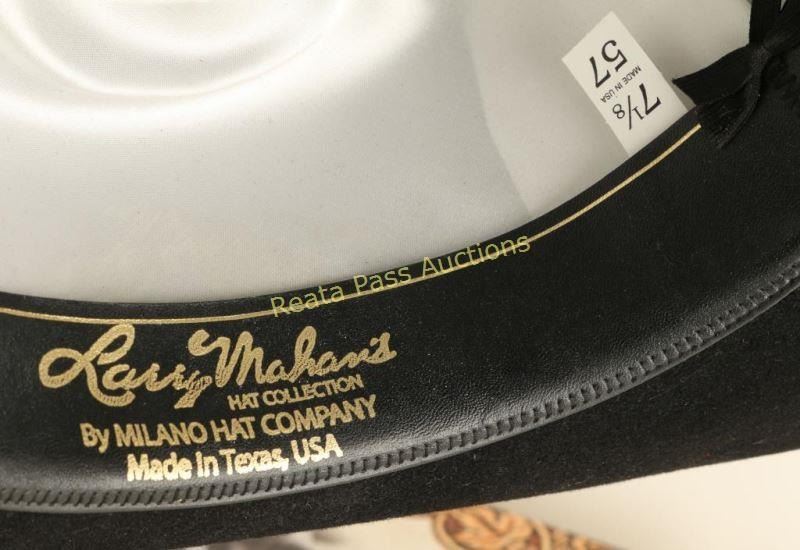 7 1/8
MADE IN USA
57
Reata Pass Auctions
Larry Mahan's
HAT COLLECTION
By MILANO HAT COMPANY
Made In Texas, USA